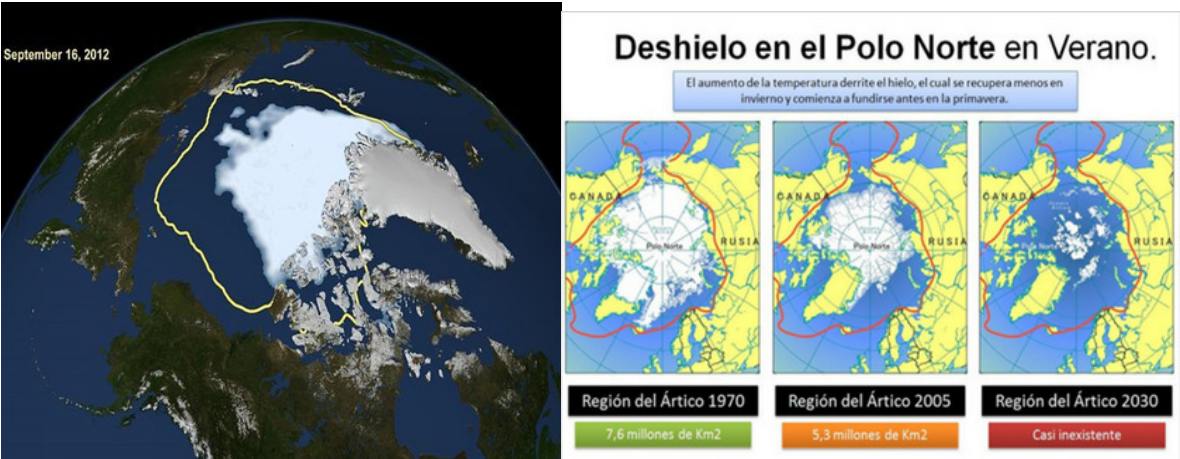 September 16, 2012
Deshielo en el Polo Norte en Verano.
El aumento de la temperatura derrite el hielo, el cual se recupera menos en
invierno y comienza a fundirse antes en la primavera.
CANADA
Polo Norte
RUSIA
CANADA
Polo Norte
RUSIA
CANADA
Polo Norte
RUSIA
Región del Ártico 1970
Región del Ártico 2005
Región del Ártico 2030
7,6 millones de Km2
5,3 millones de Km2
Casi inexistente